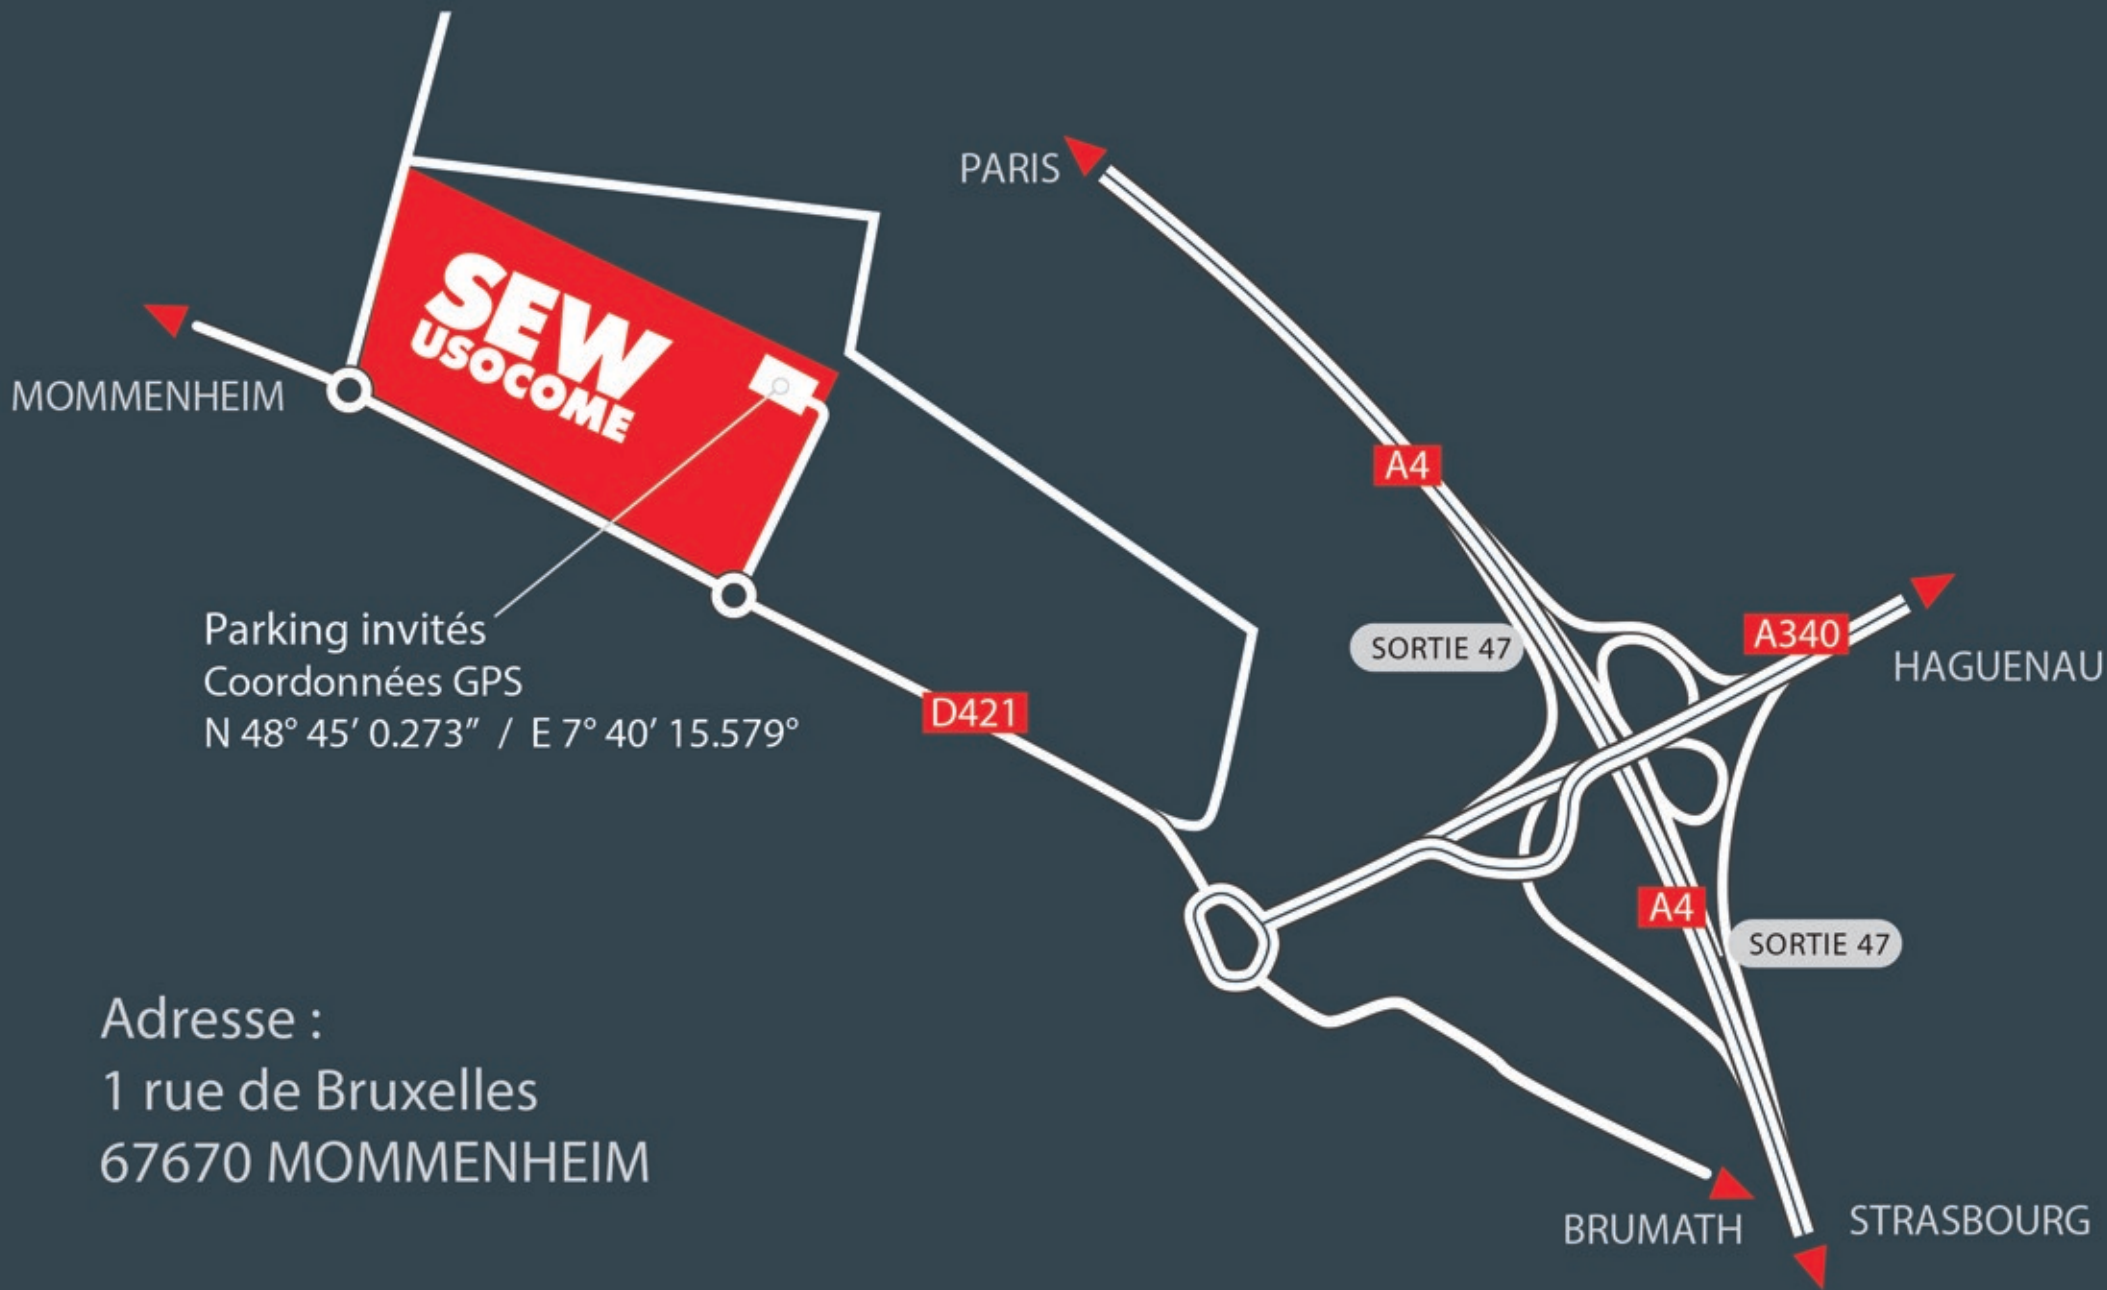 PARIS
SEW
USOCOME
MOMMENHEIM
A4
SORTIE 47
A340
HAGUENAU
Parking invités
Coordonnées GPS
N 48° 45′ 0.273″ / E 7° 40′ 15.579°
D421
A4
SORTIE 47
Adresse :
1 rue de Bruxelles
67670 MOMMENHEIM
BRUMATH
STRASBOURG